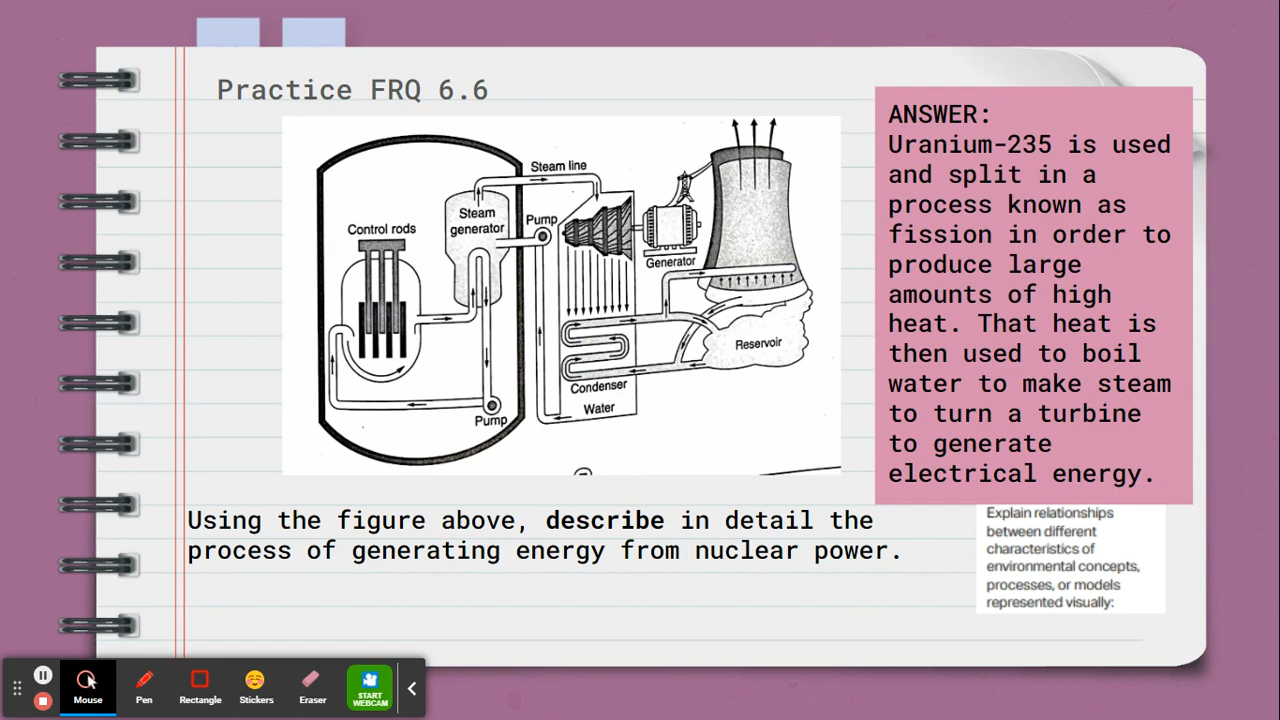 Practice FRQ 6.6
Steam line
Steam
generator
Pump
Control rods
Generator
Reservoir
Condenser
Water
Pump
ANSWER:
Uranium-235 is used
and split in a
process known as
fission in order to
produce large
amounts of high
heat. That heat is
then used to boil
water to make steam
to turn a turbine
to generate
electrical energy.
Using the figure above, describe in detail the
process of generating energy from nuclear power.
Explain relationships
between different
characteristics of
environmental concepts,
processes, or models
represented visually:
Mouse
Pen
Rectangle
Stickers
Eraser
START
WEBCAM